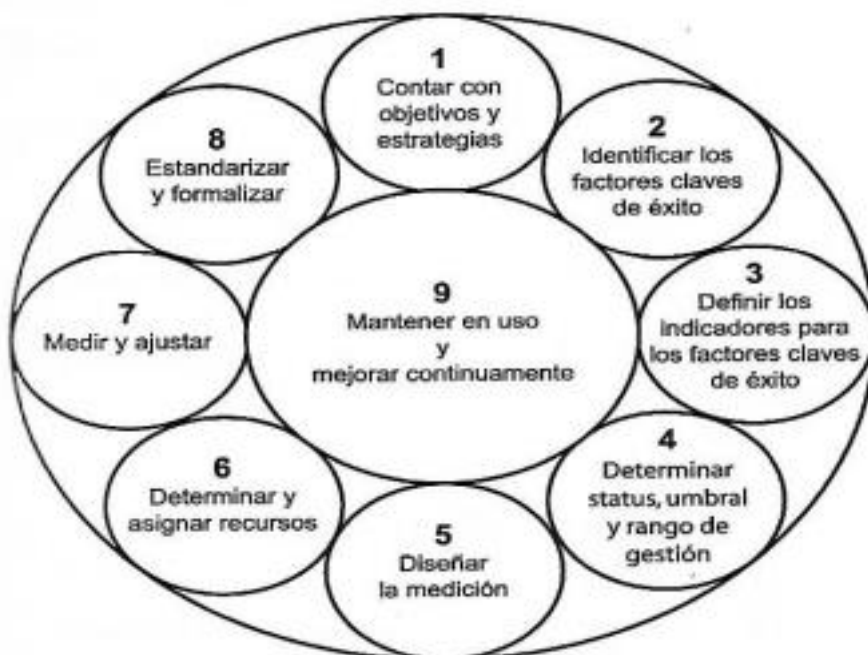 1
Contar con
objetivos y
estrategias
2
Identificar los
factores claves
de éxito
3
Definir los
indicadores para
los factores claves
de éxito
4
Determinar
status, umbral
y rango de
gestión
5
Diseñar
la medición
6
Determinar y
asignar recursos
7
Medir y ajustar
8
Estandarizar
y formalizar
9
Mantener en uso
y
mejorar continuamente